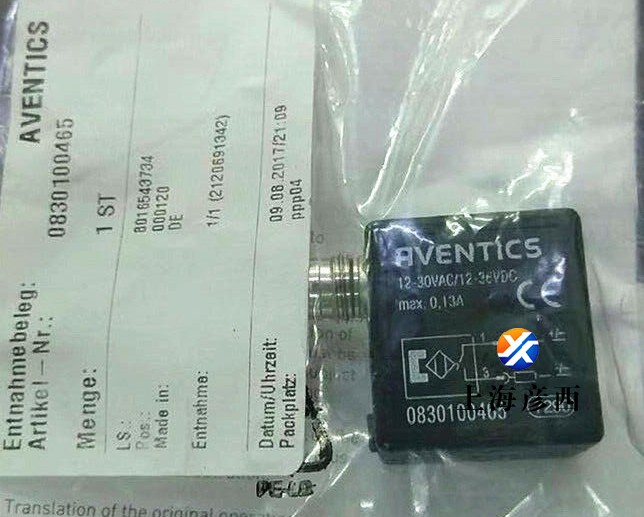 AVENTICS
Entnahmebeleg:
Artikel-Nr.: 0830100465
Menge: 1 ST
LS.: 8016543734
Pos.: 000120
Made in: DE
Entnahme: 1/1 (2120691342)
Datum/Uhrzeit: 09.08.2017/21:09
Packplatz: ppp04
AVENTICS
12-30VAC/12-36VDC
max. 0,13A
CE
1
3
0830100465
上海彦西
Translation of the original